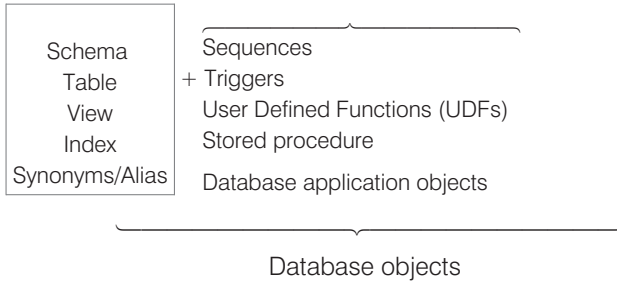 Schema
Table
View
Index
Synonyms/Alias
Sequences
+ Triggers
User Defined Functions (UDFs)
Stored procedure
Database application objects
Database objects